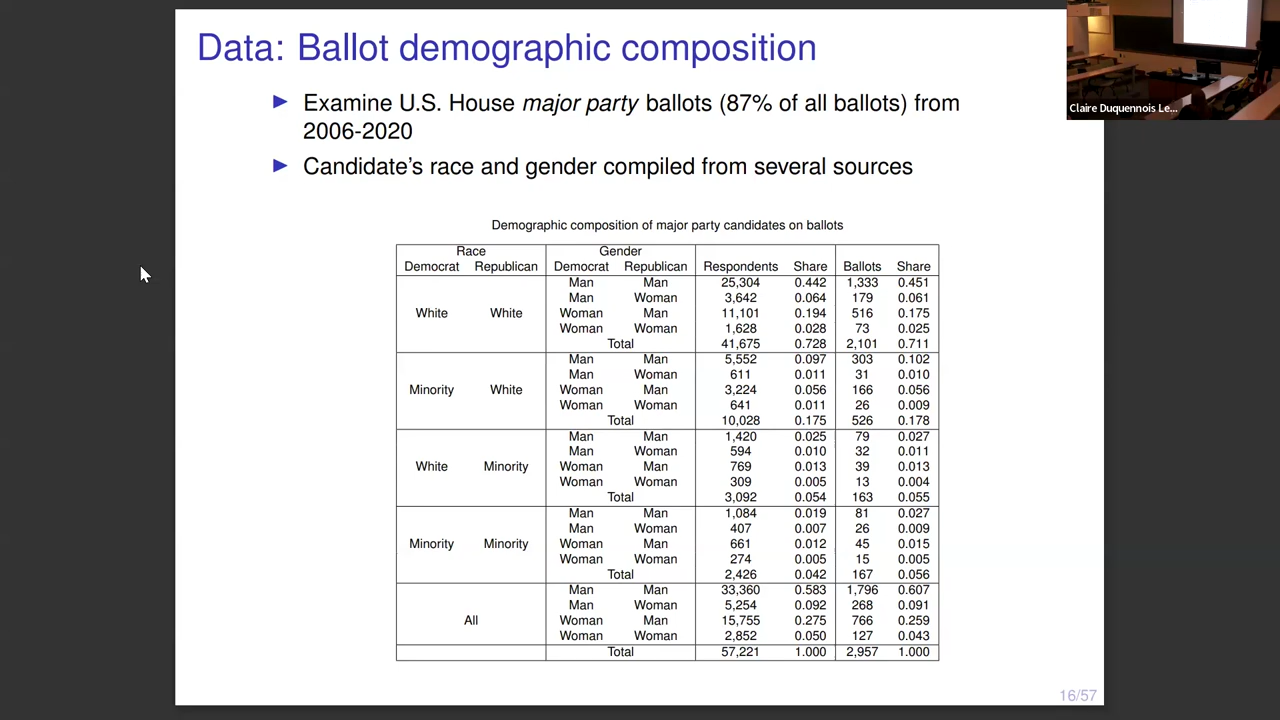 Data: Ballot demographic composition
Examine U.S. House major party ballots (87% of all ballots) from
2006-2020
Candidate's race and gender compiled from several sources
Demographic composition of major party candidates on ballots
Race Gender
Democrat Republican Democrat Republican Respondents Share Ballots Share
Man Man 25,304 0.442 1,333 0.451
Man Woman 3,642 0.064 179 0.061
White White Woman Man 11,101 0.194 516 0.175
Woman Woman 1,628 0.028 73 0.025
Total 41,675 0.728 2,101 0.711
Man Man 5,552 0.097 303 0.102
Man Woman 611 0.011 31 0.010
Minority White Woman Man 3,224 0.056 166 0.056
Woman Woman 641 0.011 26 0.009
Total 10,028 0.175 526 0.178
Man Man 1,420 0.025 79 0.027
Man Woman 594 0.010 32 0.011
White Minority Woman Man 769 0.013 39 0.013
Woman Woman 309 0.005 13 0.004
Total 3,092 0.054 163 0.055
Man Man 1,084 0.019 81 0.027
Man Woman 407 0.007 26 0.009
Minority Minority Woman Man 661 0.012 45 0.015
Woman Woman 274 0.005 15 0.005
Total 2,426 0.042 167 0.056
Man Man 33,360 0.583 1,796 0.607
Man Woman 5,254 0.092 268 0.091
All Woman Man 15,755 0.275 766 0.259
Woman Woman 2,852 0.050 127 0.043
Total 57,221 1.000 2,957 1.000
16/57
Claire Duquennois Le...